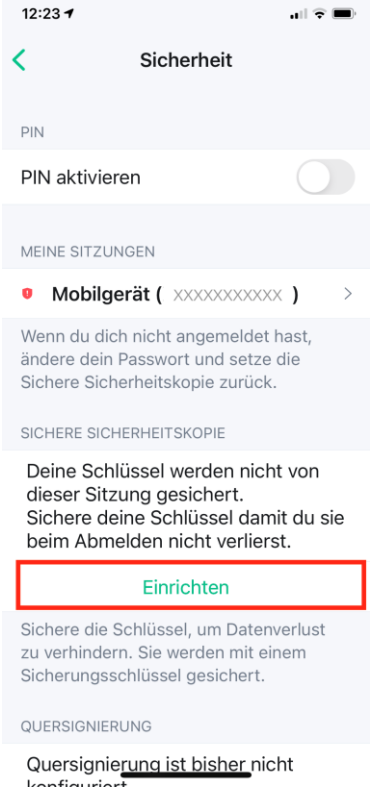 12:23
Sicherheit
PIN
PIN aktivieren
MEINE SITZUNGEN
Mobilgerät ( XXXXXXXXXXX )
Wenn du dich nicht angemeldet hast,
ändere dein Passwort und setze die
Sichere Sicherheitskopie zurück.
SICHERE SICHERHEITSKOPIE
Deine Schlüssel werden nicht von
dieser Sitzung gesichert.
Sichere deine Schlüssel damit du sie
beim Abmelden nicht verlierst.
Einrichten
Sichere die Schlüssel, um Datenverlust
zu verhindern. Sie werden mit einem
Sicherungsschlüssel gesichert.
QUERSIGNIERUNG
Quersignierung ist bisher nicht
konfiguriert